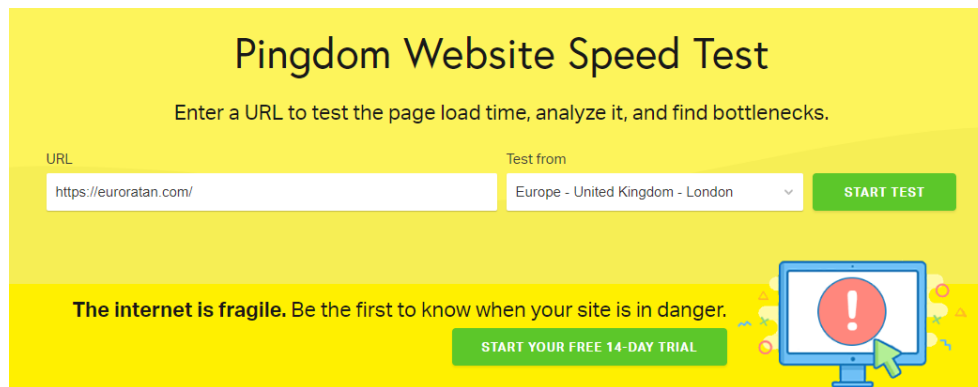 Pingdom Website Speed Test
Enter a URL to test the page load time, analyze it, and find bottlenecks.
URL
Test from
https://euroratan.com/
Europe - United Kingdom - London
START TEST
The internet is fragile. Be the first to know when your site is in danger.
START YOUR FREE 14-DAY TRIAL
!